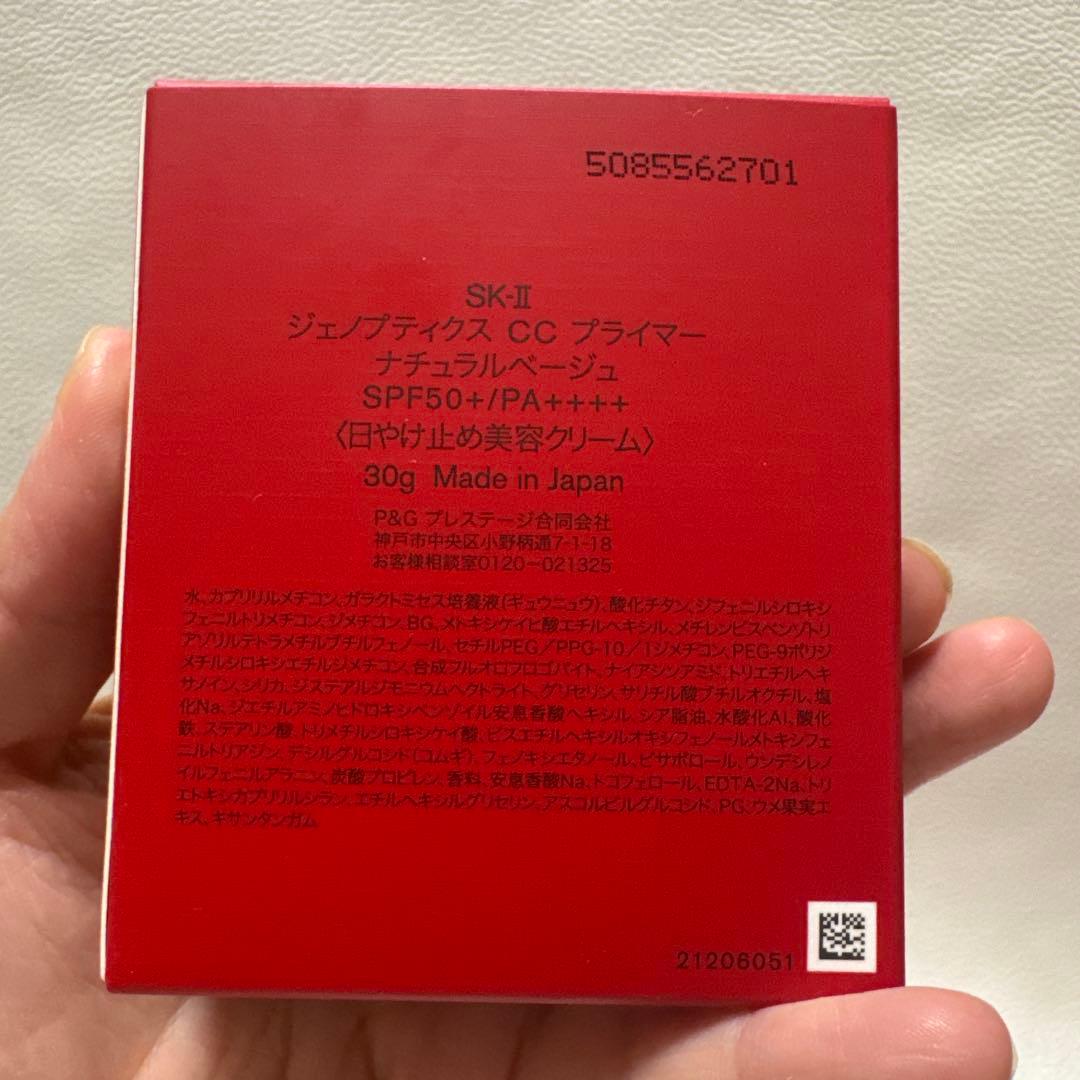 5085562701
SK-Ⅱ
ジェノプティクス CC プライマー
ナチュラルベージュ
SPF50+/PA++++
〈日やけ止め美容クリーム〉
30g Made in Japan
P&G プレステージ合同会社
神戸市中央区小野柄通7-1-18
お客様相談室0120-021325
水、カプリリルメチコン、ガラクトミセス培養液(ギュウニュウ)、酸化チタン、ジフェニルシロキシ
フェニルトリメチコン、ジメチコン、BG、メトキシケイヒ酸エチルヘキシル、メチレンビスベンゾトリ
アゾリルテトラメチルブチルフェノール、セチルPEG/PPG-10/1ジメチコン、PEG-9ポリジ
メチルシロキシエチルジメチコン、合成フルオロフロゴパイト、ナイアシンアミド、トリエチルヘキ
サノイン、シリカ、ジステアルジモニウムヘクトライト、グリセリン、サリチル酸ブチルオクチル、塩
化Na、ジエチルアミノヒドロキシベンゾイル安息香酸ヘキシル、シア脂油、水酸化Al、酸化
鉄、ステアリン酸、トリメチルシロキシケイ酸、ビスエチルヘキシルオキシフェノールメトキシフェ
ニルトリアジン、デシルグルコシド(コムギ)、フェノキシエタノール、ビサボロール、ウンデシレノ
イルフェニルアラニン、炭酸プロピレン、香料、安息香酸Na、トコフェロール、EDTA-2Na、トリ
エトキシカプリリルシラン、エチルヘキシルグリセリン、アスコルビルグルコシド、PG、ウメ果実エ
キス、キサンタンガム
21206051